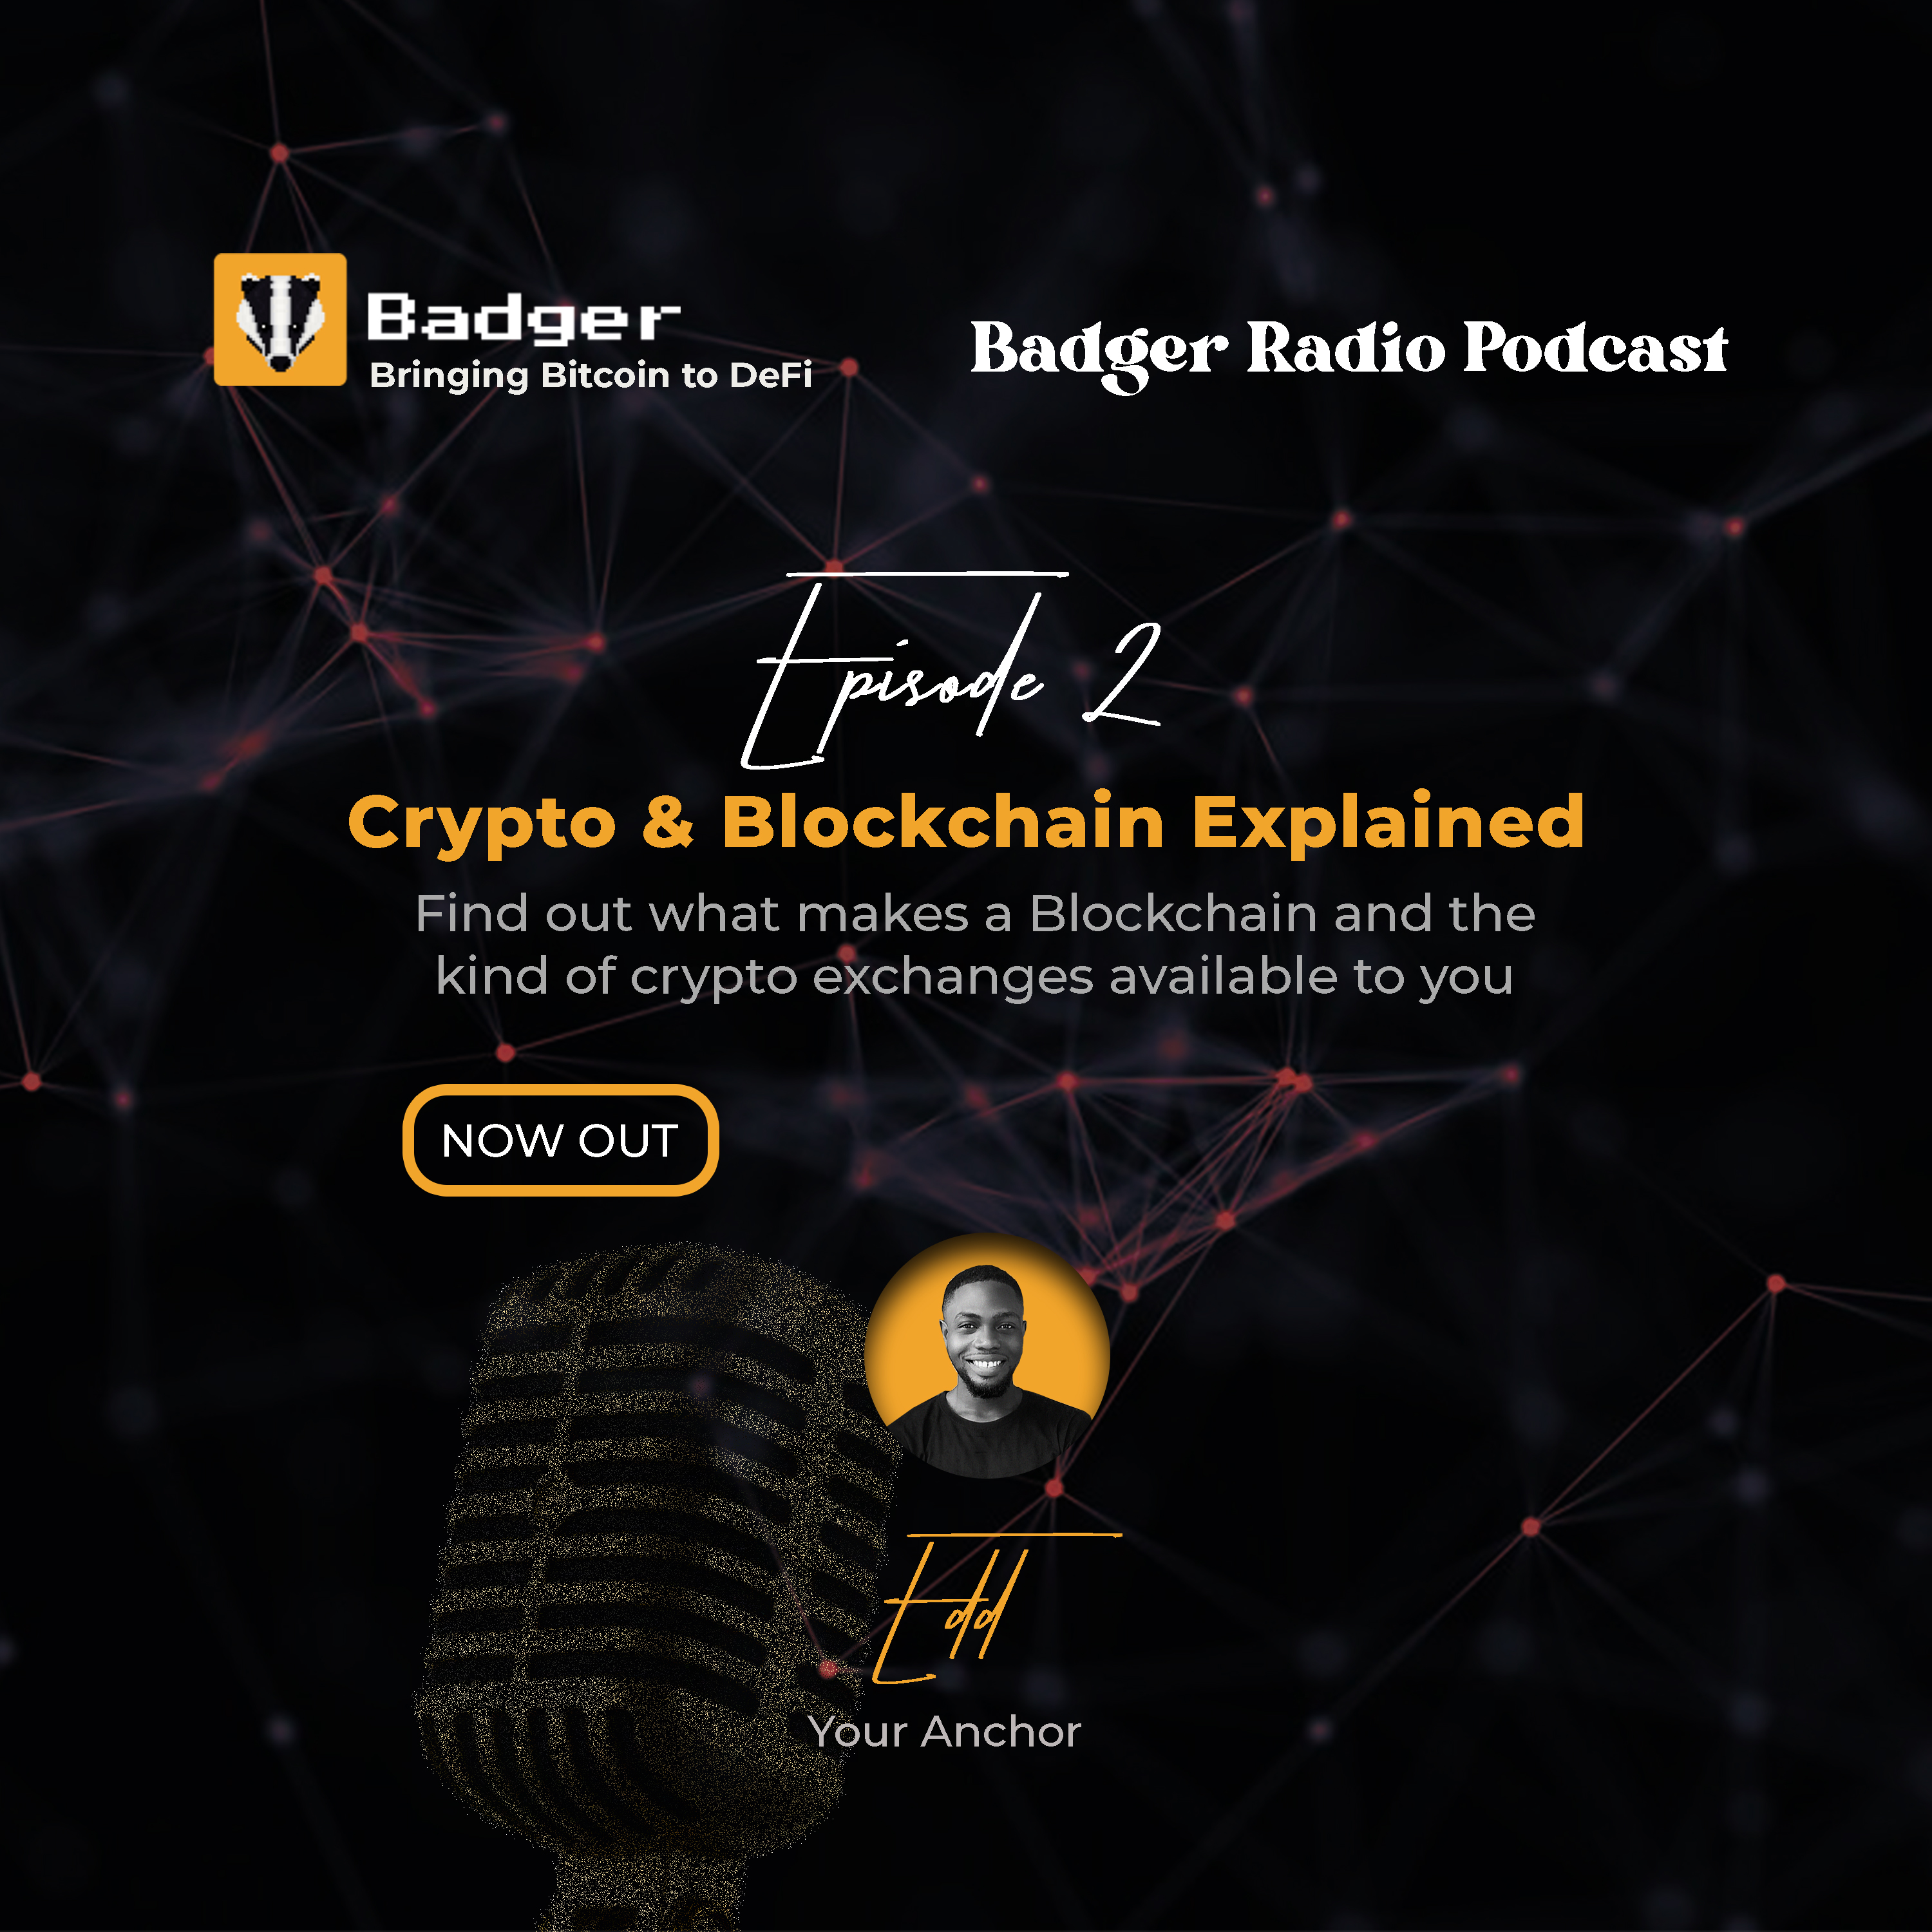 Badger
Bringing Bitcoin to DeFi
Badger Radio Podcast
Episode 2
Crypto & Blockchain Explained
Find out what makes a Blockchain and the
kind of crypto exchanges available to you
NOW OUT
Edd
Your Anchor